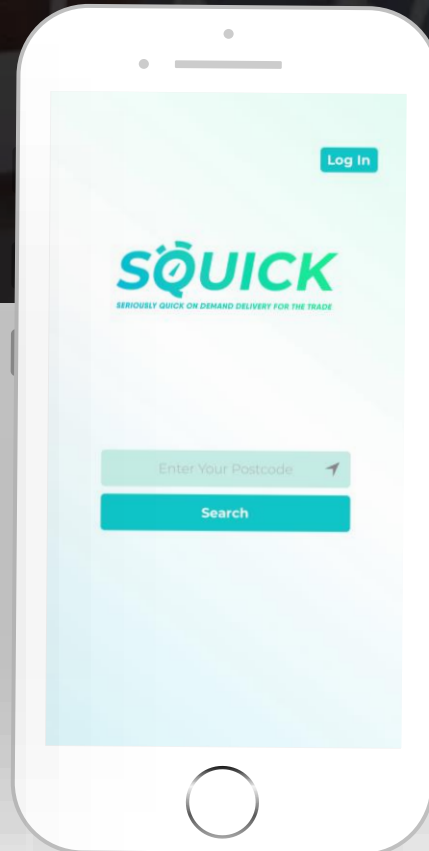 Log In
SQUICK
SERIOUSLY QUICK ON DEMAND DELIVERY FOR THE TRADE
Enter Your Postcode
Search